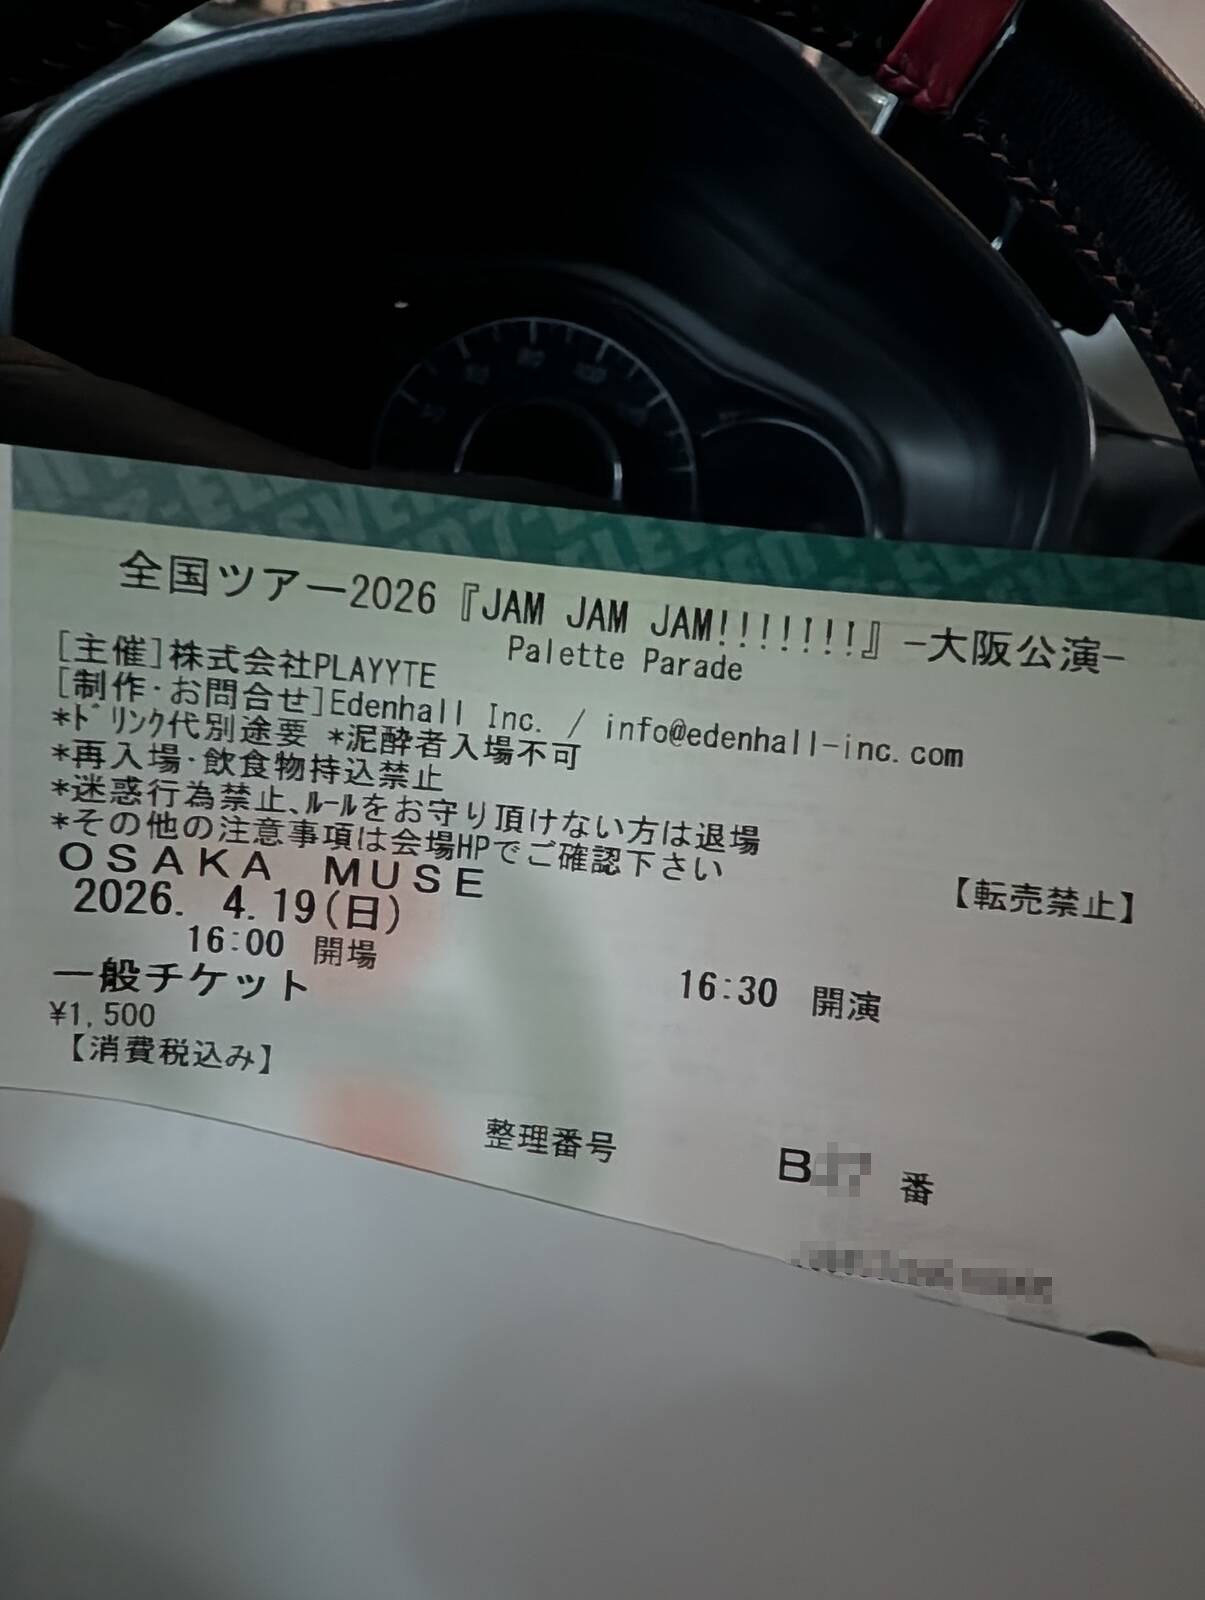 全国ツアー2026『JAM JAM JAM!!!!!!!』-大阪公演-
Palette Parade
[主催]株式会社PLAYYTE
[制作・お問合せ]Edenhall Inc. / info@edenhall-inc.com
*ﾄﾞﾘﾝｸ代別途要 *泥酔者入場不可
*再入場・飲食物持込禁止
*迷惑行為禁止、ﾙｰﾙをお守り頂けない方は退場
*その他の注意事項は会場HPでご確認下さい
OSAKA MUSE
【転売禁止】
2026. 4.19(日)
16:00 開場
16:30 開演
一般チケット
¥1,500
【消費税込み】
整理番号
B 番